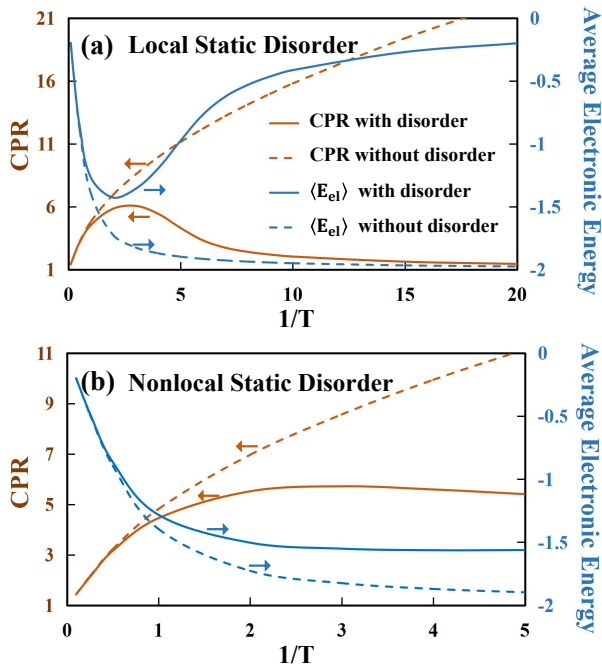 (a) Local Static Disorder
CPR
21
16
11
6
1
0
5
10
15
20
1/T
0
-0.5
-1
-1.5
-2
Average Electronic Energy
CPR with disorder
CPR without disorder
⟨E_el⟩ with disorder
⟨E_el⟩ without disorder
(b) Nonlocal Static Disorder
CPR
11
9
7
5
3
1
0
1
2
3
4
5
1/T
0
-0.5
-1
-1.5
-2
Average Electronic Energy